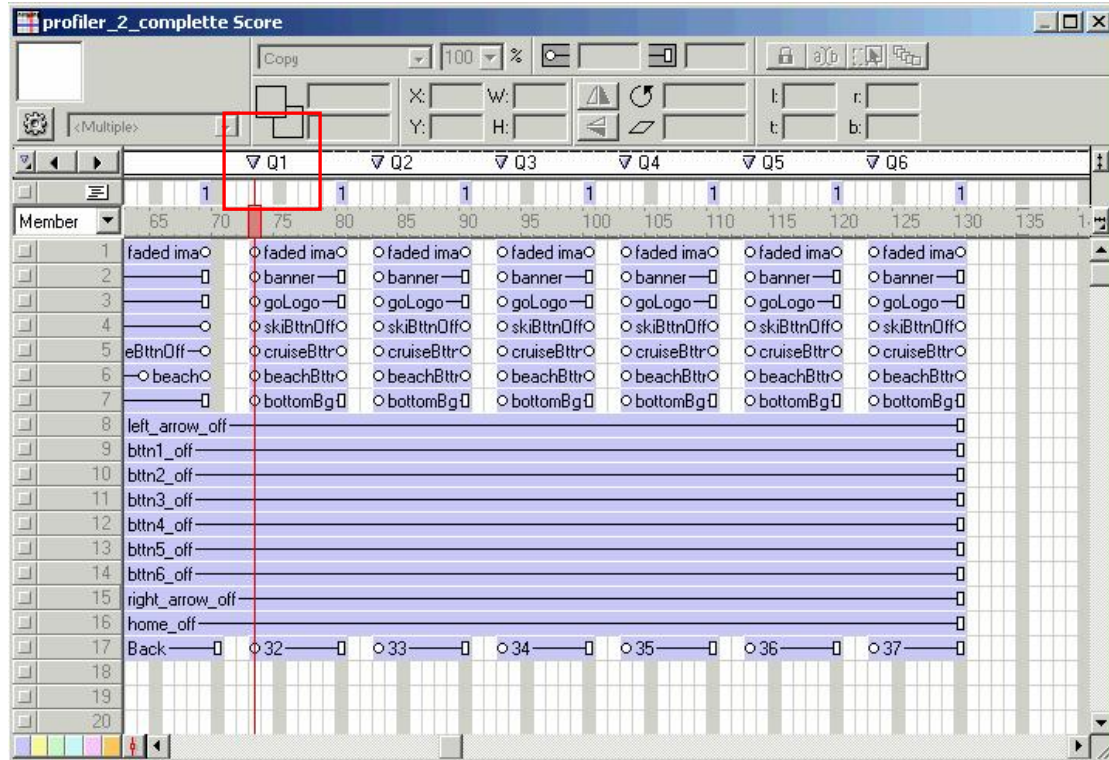 profiler_2_complette Score
Copy 100 %
X: W: l: r:
<Multiple> Y: H: t: b:
Q1 Q2 Q3 Q4 Q5 Q6
1 1 1 1 1 1 1
Member 65 70 75 80 85 90 95 100 105 110 115 120 125 130 135 1
1 faded ima faded ima faded ima faded ima faded ima faded ima faded ima
2 banner banner banner banner banner banner
3 goLogo goLogo goLogo goLogo goLogo goLogo
4 skiBttnOff skiBttnOff skiBttnOff skiBttnOff skiBttnOff skiBttnOff
5 eBttnOff cruiseBttr cruiseBttr cruiseBttr cruiseBttr cruiseBttr cruiseBttr
6 beach beachBttr beachBttr beachBttr beachBttr beachBttr beachBttr
7 bottomBg bottomBg bottomBg bottomBg bottomBg bottomBg
8 left_arrow_off
9 bttn1_off
10 bttn2_off
11 bttn3_off
12 bttn4_off
13 bttn5_off
14 bttn6_off
15 right_arrow_off
16 home_off
17 Back 32 33 34 35 36 37
18
19
20